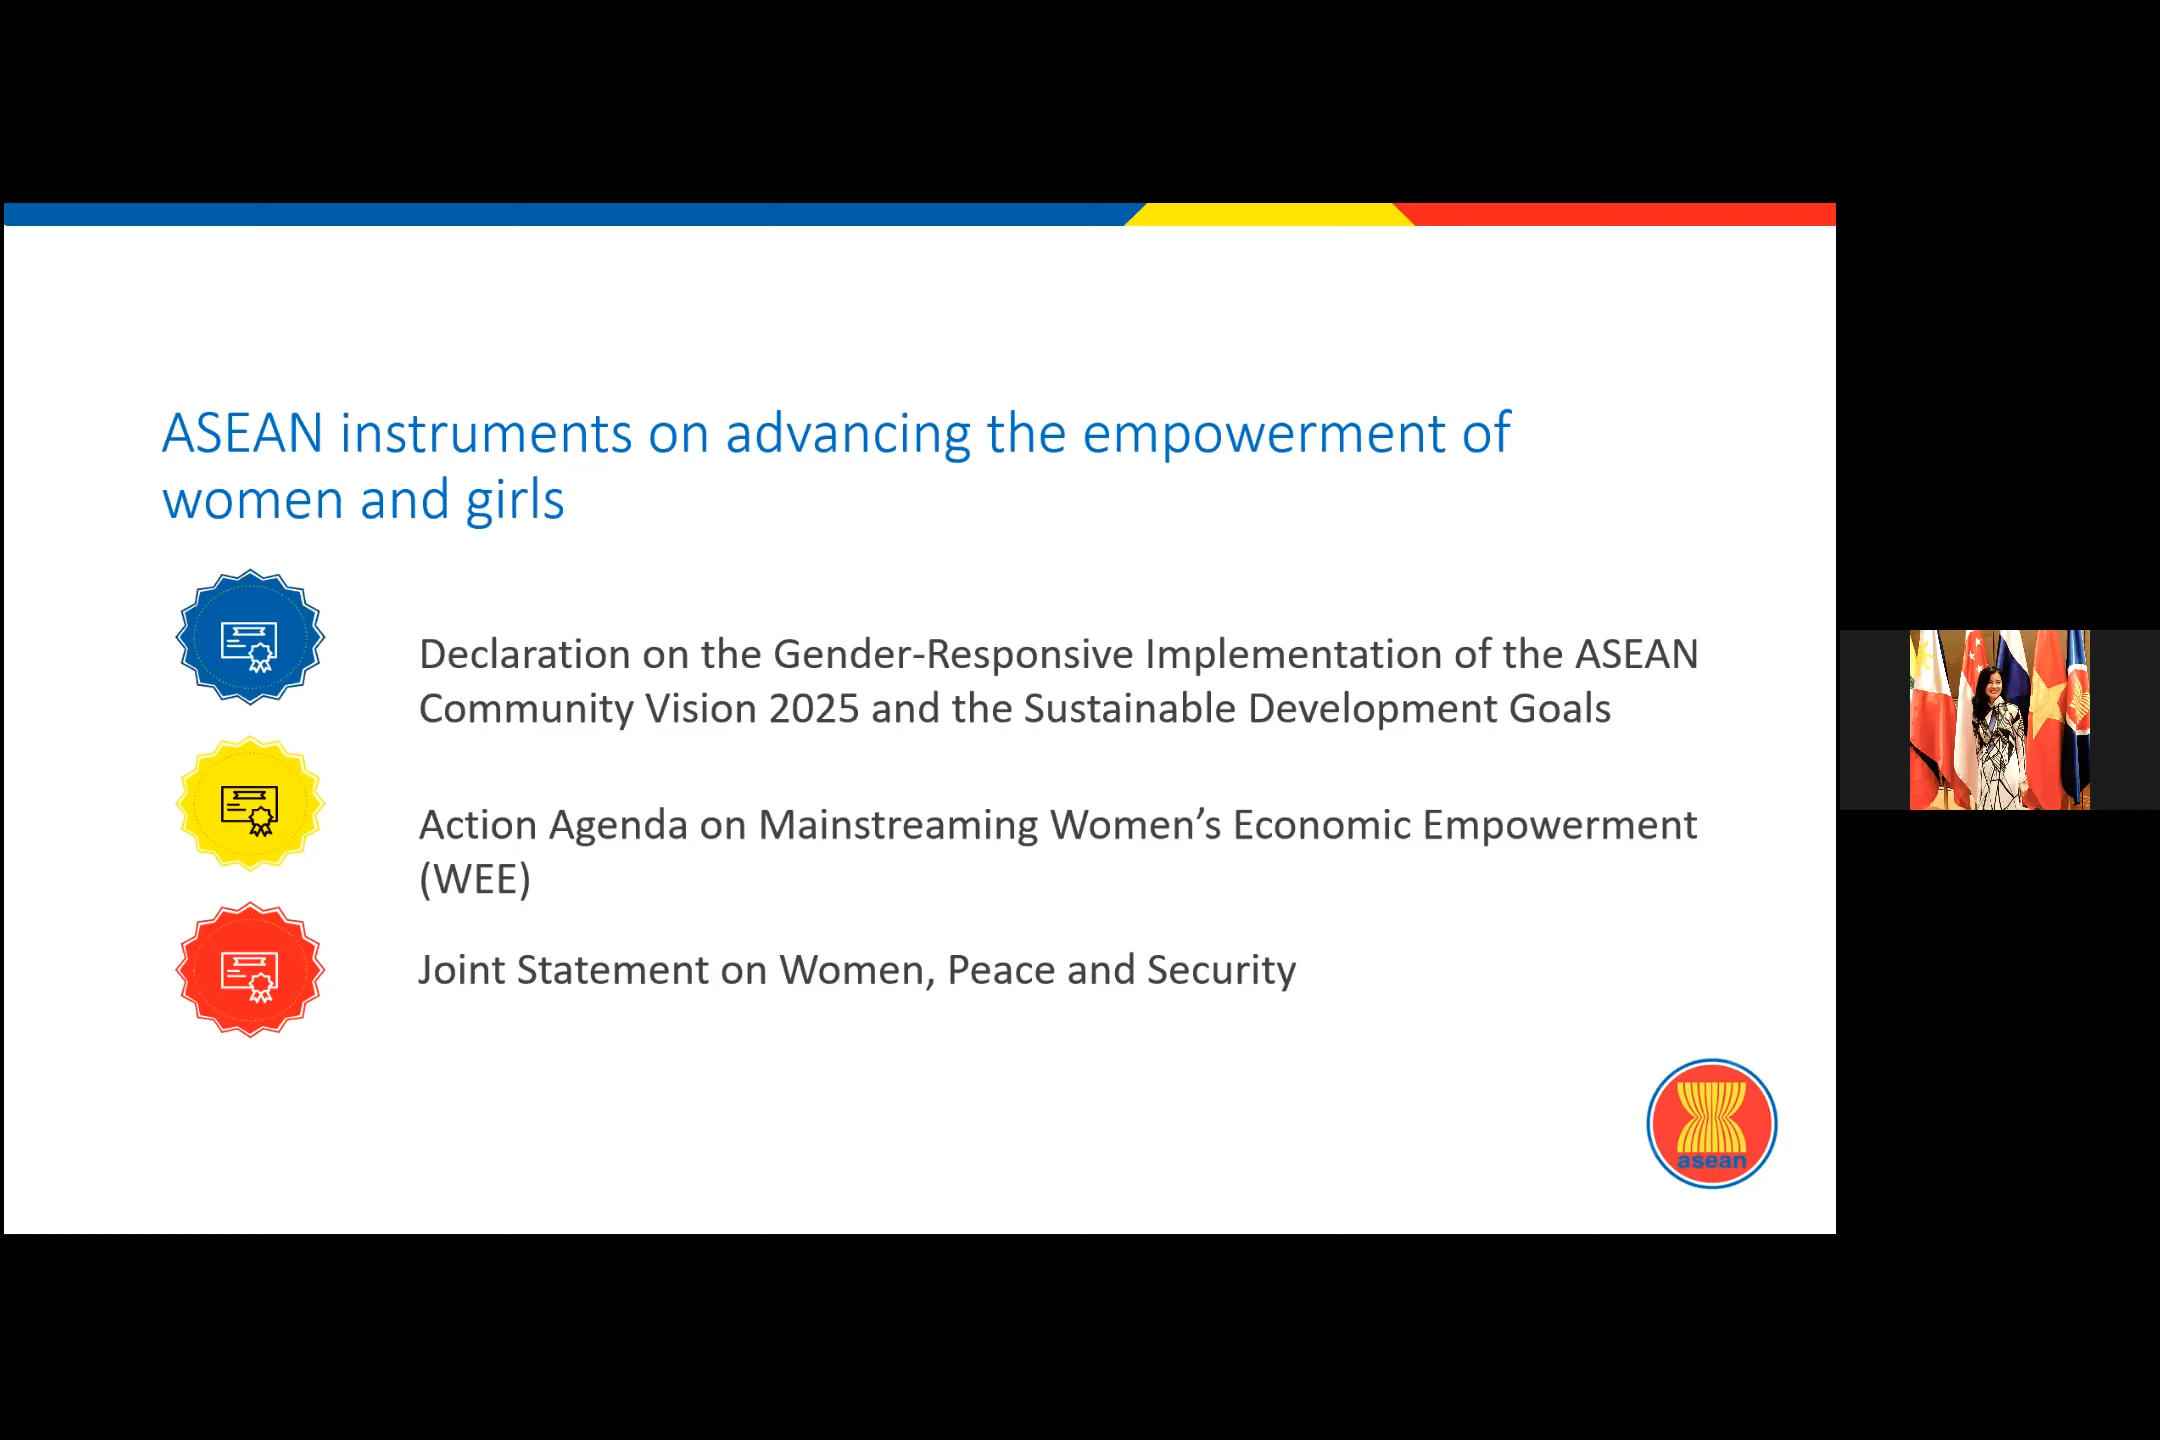 ASEAN instruments on advancing the empowerment of
women and girls
Declaration on the Gender-Responsive Implementation of the ASEAN
Community Vision 2025 and the Sustainable Development Goals
Action Agenda on Mainstreaming Women’s Economic Empowerment
(WEE)
Joint Statement on Women, Peace and Security
asean